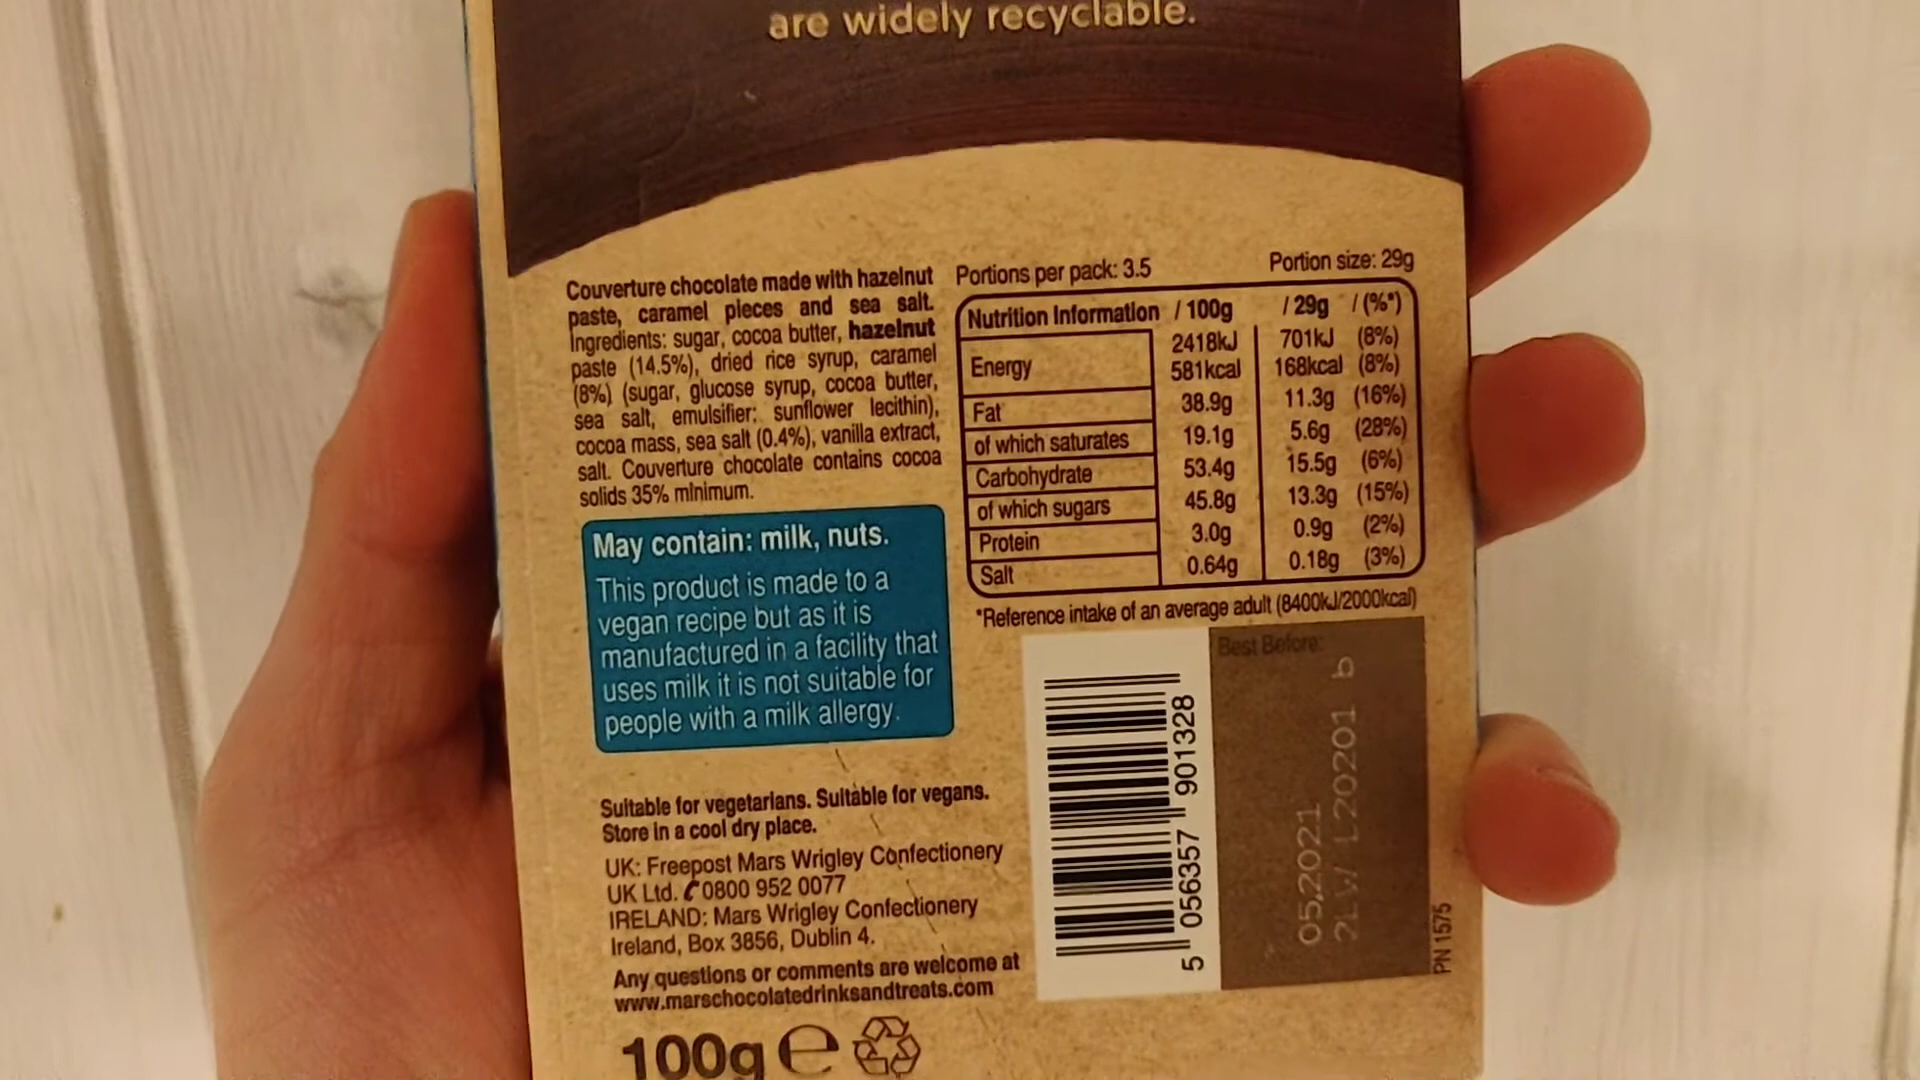 are widely recyclable.
Couverture chocolate made with hazelnut
paste, caramel pieces and sea salt.
Ingredients: sugar, cocoa butter, hazelnut
paste (14.5%), dried rice syrup, caramel
(8%) (sugar, glucose syrup, cocoa butter,
sea salt, emulsifier: sunflower lecithin),
cocoa mass, sea salt (0.4%), vanilla extract,
salt. Couverture chocolate contains cocoa
solids 35% minimum.
May contain: milk, nuts.
This product is made to a
vegan recipe but as it is
manufactured in a facility that
uses milk it is not suitable for
people with a milk allergy.
Portions per pack: 3.5 Portion size: 29g
Nutrition Information / 100g / 29g / (%*)
2418kJ 701kJ (8%)
Energy 581kcal 168kcal (8%)
Fat 38.9g 11.3g (16%)
of which saturates 19.1g 5.6g (28%)
Carbohydrate 53.4g 15.5g (6%)
of which sugars 45.8g 13.3g (15%)
Protein 3.0g 0.9g (2%)
Salt 0.64g 0.18g (3%)
*Reference intake of an average adult (8400kJ/2000kcal)
Suitable for vegetarians. Suitable for vegans.
Store in a cool dry place.
UK: Freepost Mars Wrigley Confectionery
UK Ltd. 0800 952 0077
IRELAND: Mars Wrigley Confectionery
Ireland, Box 3856, Dublin 4.
Any questions or comments are welcome at
www.marschocolatedrinksandtreats.com
100g e
5 056357 901328
Best Before:
05.2021
2LW L20201 b
PN 1575